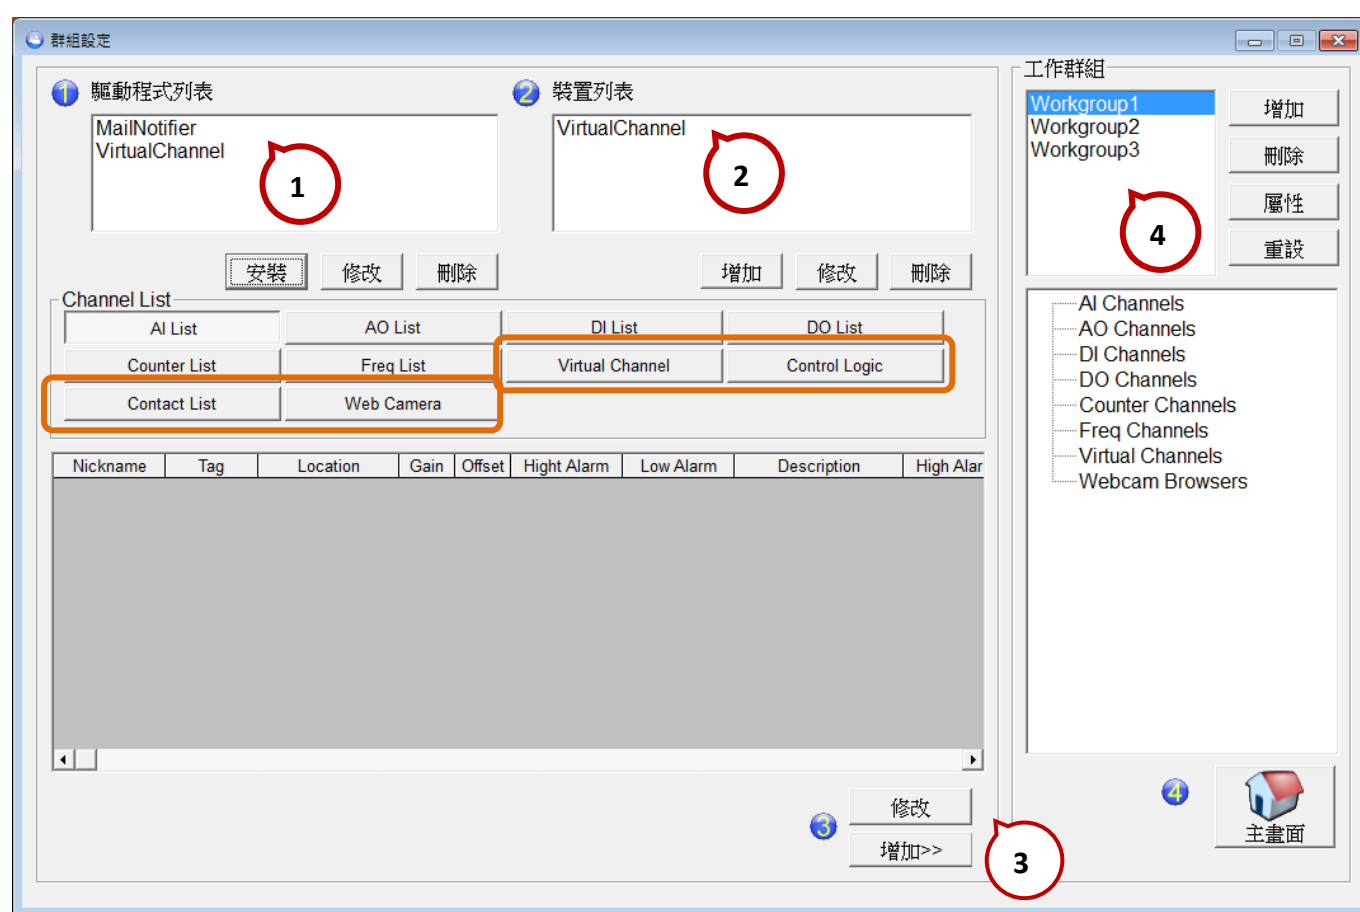 群組設定
1 驅動程式列表
MailNotifier
VirtualChannel
1
安裝 修改 刪除
2 裝置列表
VirtualChannel
2
增加 修改 刪除
Channel List
AI List AO List DI List DO List
Counter List Freq List Virtual Channel Control Logic
Contact List Web Camera
Nickname Tag Location Gain Offset Hight Alarm Low Alarm Description High Alar
3 修改
增加>>
3
工作群組
Workgroup1
Workgroup2
Workgroup3
4
增加
刪除
屬性
重設
AI Channels
AO Channels
DI Channels
DO Channels
Counter Channels
Freq Channels
Virtual Channels
Webcam Browsers
4
主畫面